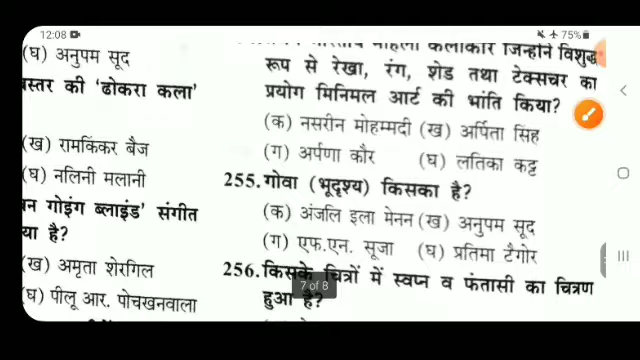 12:08
75%
(घ) अनुपम सूद
बस्तर की 'ढोकरा कला'
(ख) रामकिंकर बैज
(घ) नलिनी मलानी
गोइंग ब्लाइंड' संगीत
या है?
(ख) अमृता शेरगिल
(घ) पीलू आर. पोचखनवाला
भारतीय महिला कलाकार जिन्होंने विशुद्ध
रूप से रेखा, रंग, शेड तथा टेक्सचर का
प्रयोग मिनिमल आर्ट की भांति किया?
(क) नसरीन मोहम्मदी (ख) अर्पिता सिंह
(ग) अर्पणा कौर (घ) लतिका कट्ट
255. गोवा (भूदृश्य) किसका है?
(क) अंजलि इला मेनन (ख) अनुपम सूद
(ग) एफ.एन. सूजा (घ) प्रतिमा टैगोर
256. किसके चित्रों में स्वप्न व फंतासी का चित्रण
हुआ है?
7 of 8